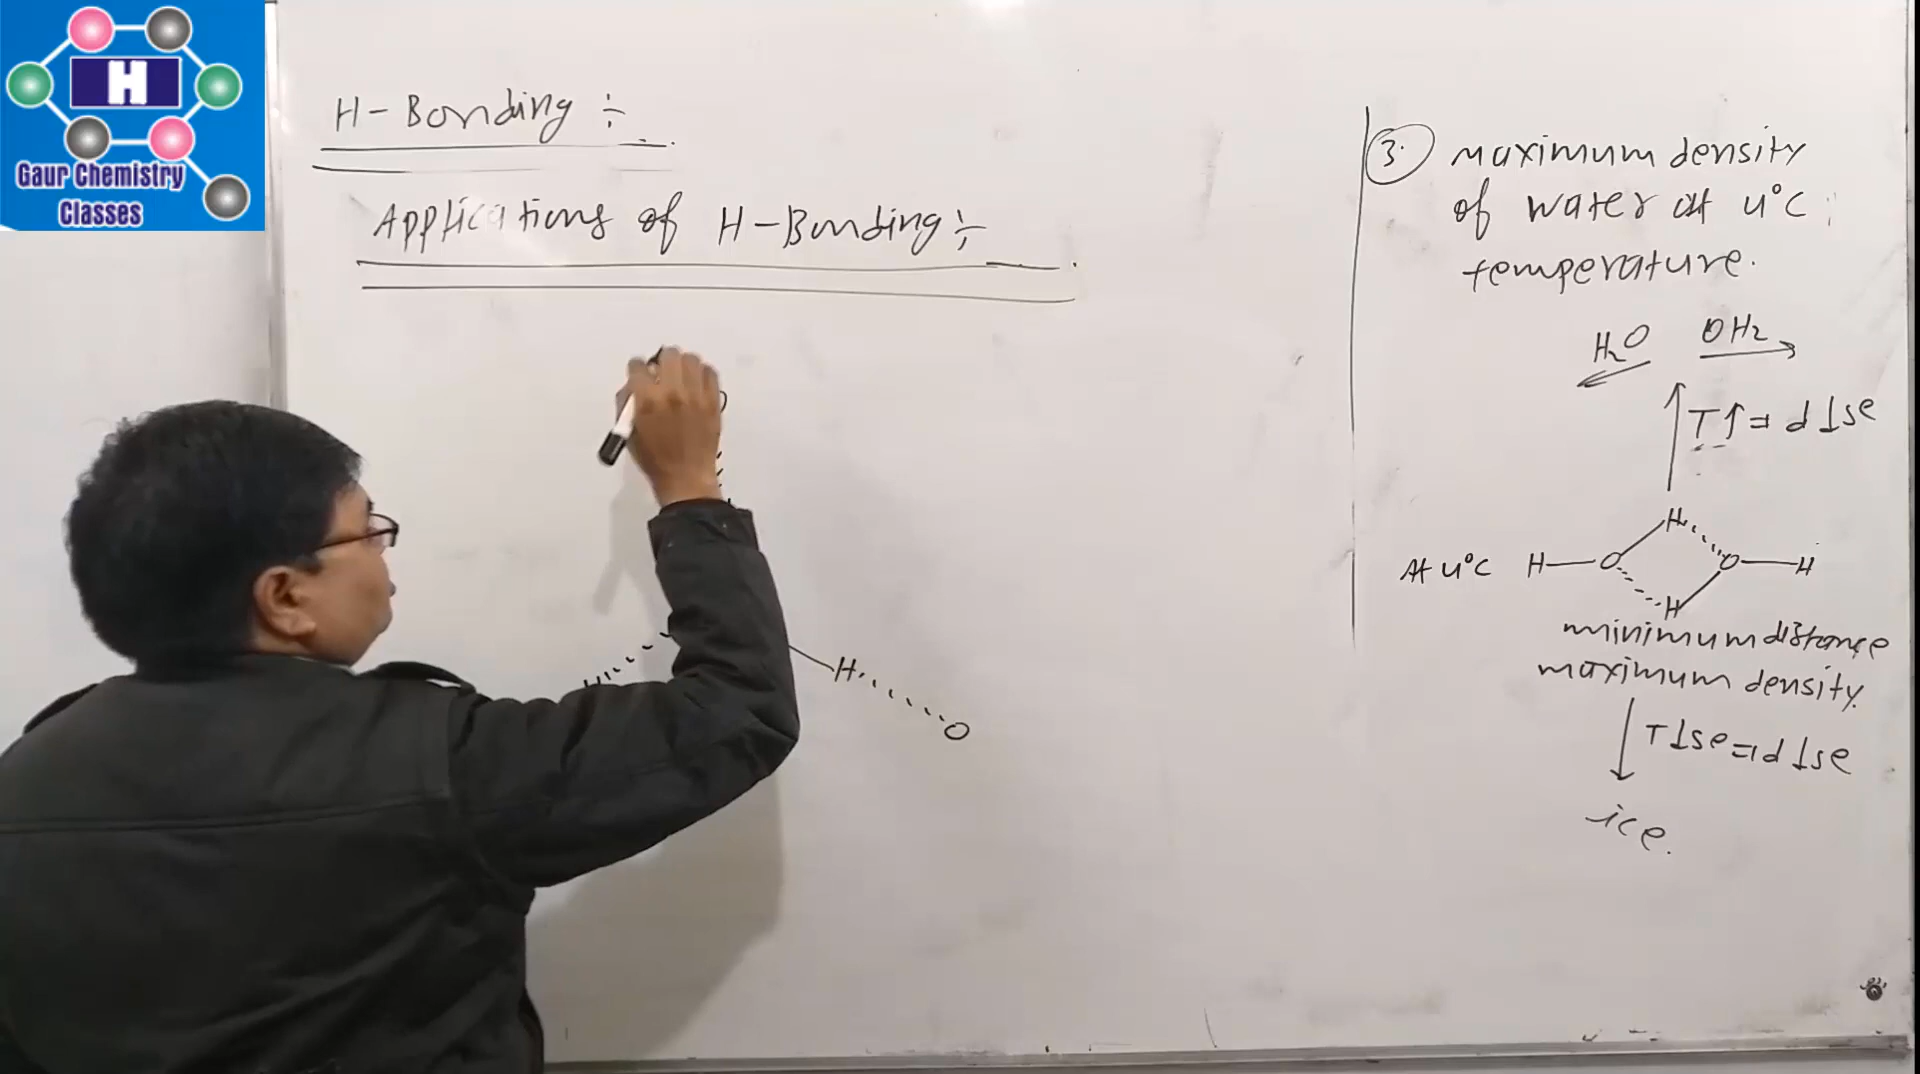 H
Gaur Chemistry
Classes
H-Bonding ÷
Applications of H-Bonding ÷
H
H
O
3. maximum density
of water at 4°C
temperature.
H₂O OH₂
T↑ = d↓se
H O
At 4°C H O O H
H
minimum distance
maximum density.
T↓se = d↓se
ice.